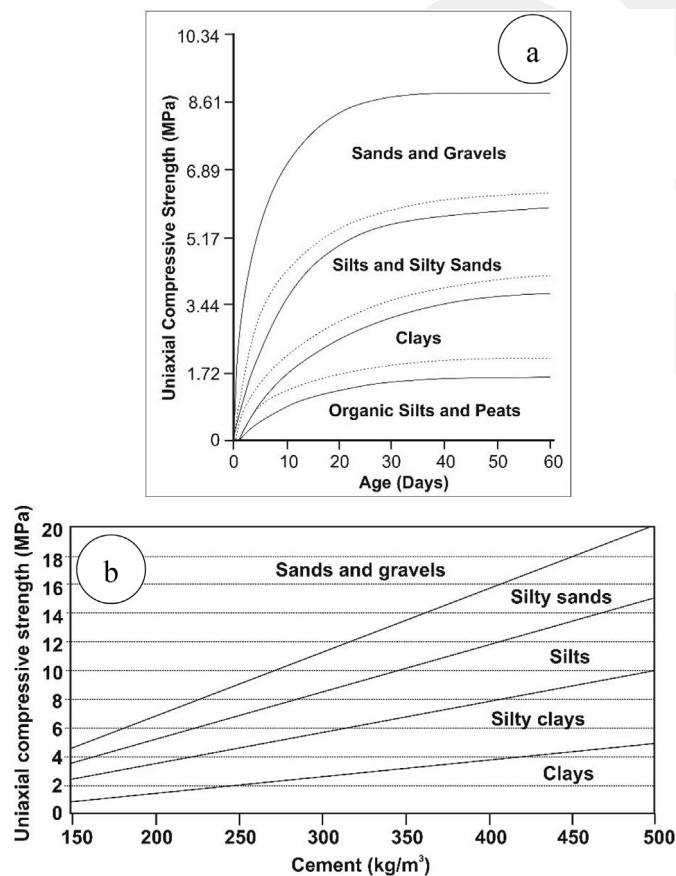 a
10.34
8.61
6.89
5.17
3.44
1.72
0
Uniaxial Compressive Strength (MPa)
Sands and Gravels
Silts and Silty Sands
Clays
Organic Silts and Peats
0 10 20 30 40 50 60
Age (Days)
b
20
18
16
14
12
10
8
6
4
2
0
Uniaxial compressive strength (MPa)
Sands and gravels
Silty sands
Silts
Silty clays
Clays
150 200 250 300 350 400 450 500
Cement (kg/m³)